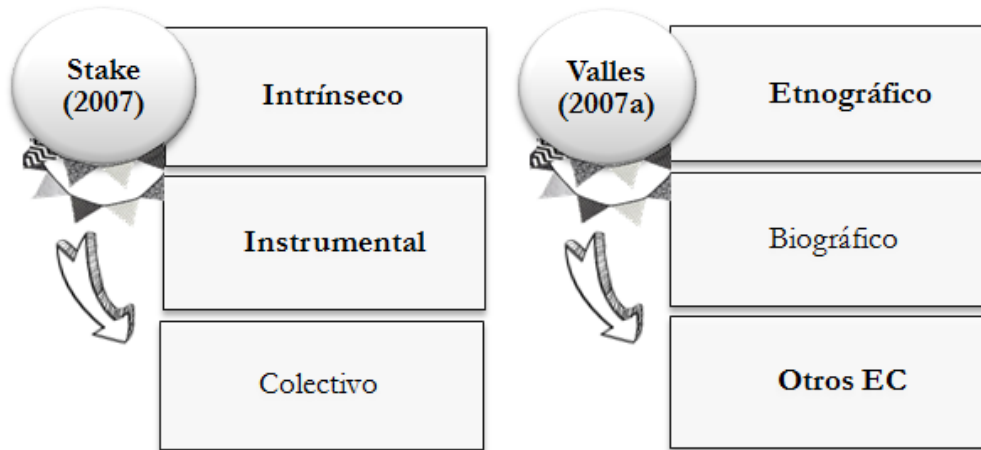 Stake
(2007)
Intrínseco
Instrumental
Colectivo
Valles
(2007a)
Etnográfico
Biográfico
Otros EC